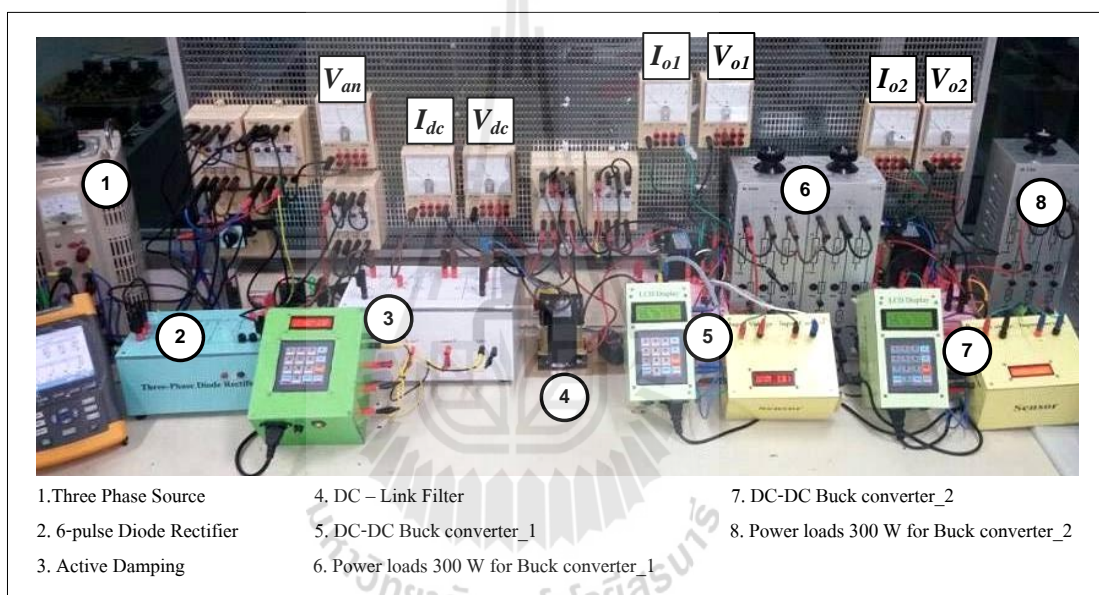 V_an
I_dc
V_dc
I_o1
V_o1
I_o2
V_o2
1
2
3
4
5
6
7
8
Three-Phase Diode Rectifier
LCD Display
Sensor
LCD Display
Sensor
1.Three Phase Source
2. 6-pulse Diode Rectifier
3. Active Damping
4. DC – Link Filter
5. DC-DC Buck converter_1
6. Power loads 300 W for Buck converter_1
7. DC-DC Buck converter_2
8. Power loads 300 W for Buck converter_2